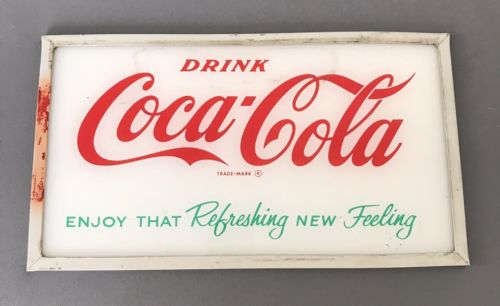 DRINK
Coca-Cola
TRADE-MARK ®
ENJOY THAT Refreshing NEW Feeling